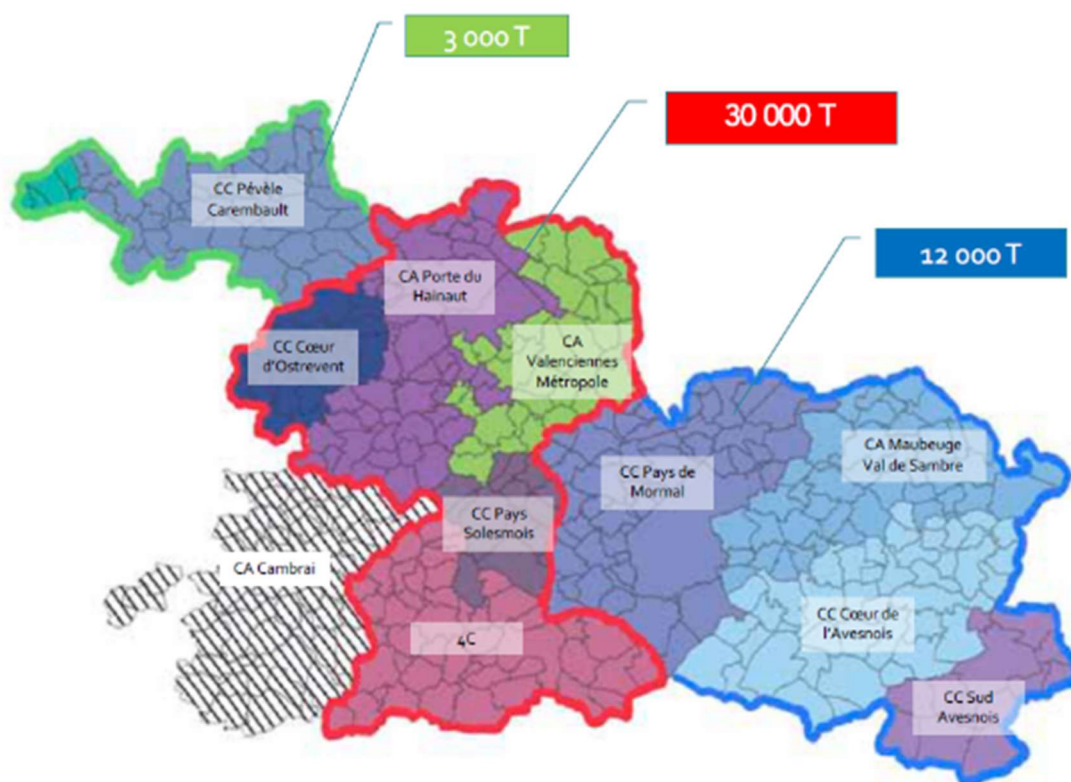 3 000 T
30 000 T
12 000 T
CC Pévèle
Carembault
CA Porte du
Hainaut
CC Cœur
d'Ostrevent
CA
Valenciennes
Métropole
CA Maubeuge
Val de Sambre
CC Pays de
Mormal
CC Pays
Solesmois
CA Cambrai
CC Cœur de
l'Avesnois
4C
CC Sud
Avesnois